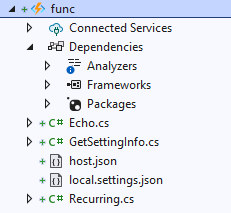 func
Connected Services
Dependencies
Analyzers
Frameworks
Packages
C# Echo.cs
C# GetSettingInfo.cs
host.json
local.settings.json
C# Recurring.cs